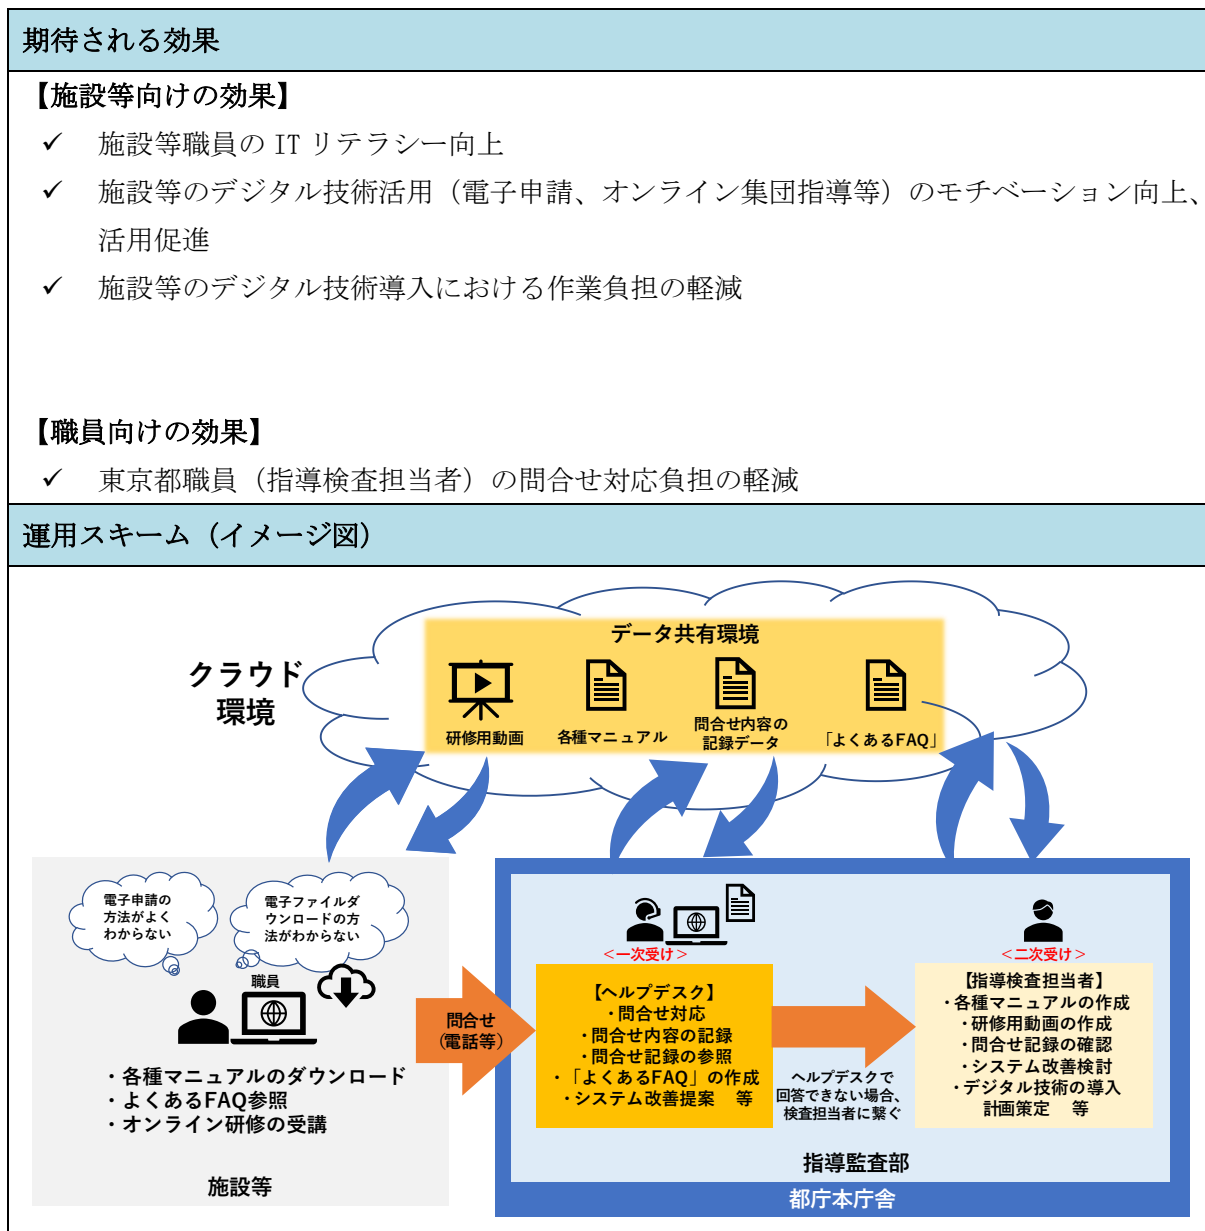 期待される効果
【施設等向けの効果】
✓ 施設等職員の IT リテラシー向上
✓ 施設等のデジタル技術活用（電子申請、オンライン集団指導等）のモチベーション向上、
活用促進
✓ 施設等のデジタル技術導入における作業負担の軽減
【職員向けの効果】
✓ 東京都職員（指導検査担当者）の問合せ対応負担の軽減
運用スキーム（イメージ図）
クラウド
環境
データ共有環境
研修用動画
各種マニュアル
問合せ内容の
記録データ
「よくあるFAQ」
電子申請の
方法がよく
わからない
電子ファイルダ
ウンロードの方
法がわからない
職員
・各種マニュアルのダウンロード
・よくあるFAQ参照
・オンライン研修の受講
施設等
問合せ
（電話等）
＜一次受け＞
【ヘルプデスク】
・問合せ対応
・問合せ内容の記録
・問合せ記録の参照
・「よくあるFAQ」の作成
・システム改善提案　等
ヘルプデスクで
回答できない場合、
検査担当者に繋ぐ
＜二次受け＞
【指導検査担当者】
・各種マニュアルの作成
・研修用動画の作成
・問合せ記録の確認
・システム改善検討
・デジタル技術の導入
計画策定　等
指導監査部
都庁本庁舎